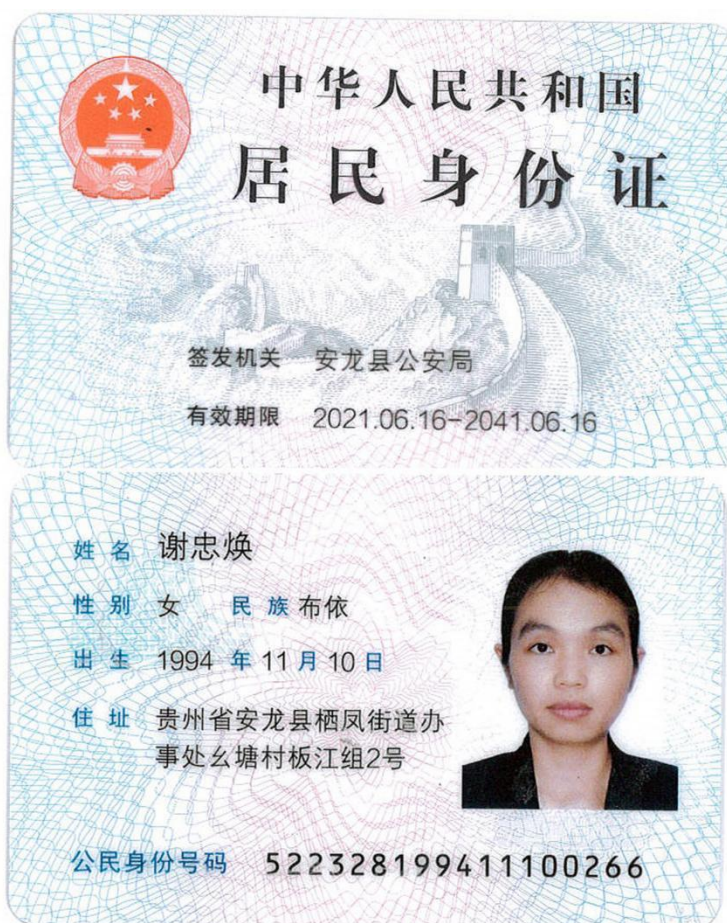 中华人民共和国
居民身份证
签发机关 安龙县公安局
有效期限 2021.06.16-2041.06.16
姓名 谢忠焕
性别 女 民族 布依
出生 1994 年 11 月 10 日
住址 贵州省安龙县栖凤街道办
事处幺塘村板江组2号
公民身份号码 522328199411100266